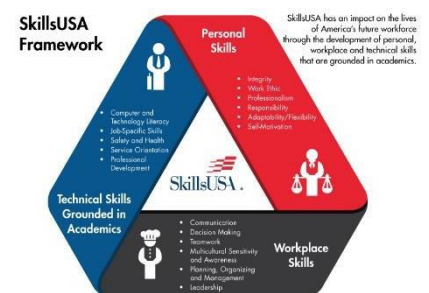 SkillsUSA
Framework
SkillsUSA has an impact on the lives
of America's future workforce
through the development of personal,
workplace and technical skills
that are grounded in academics.
Personal
Skills
• Integrity
• Work Ethic
• Professionalism
• Responsibility
• Adaptability/Flexibility
• Self-Motivation
• Computer and
Technology Literacy
• Job-Specific Skills
• Safety and Health
• Service Orientation
• Professional
Development
Technical Skills
Grounded in
Academics
SkillsUSA.
• Communication
• Decision Making
• Teamwork
• Multicultural Sensitivity
and Awareness
• Planning, Organizing
and Management
• Leadership
Workplace
Skills